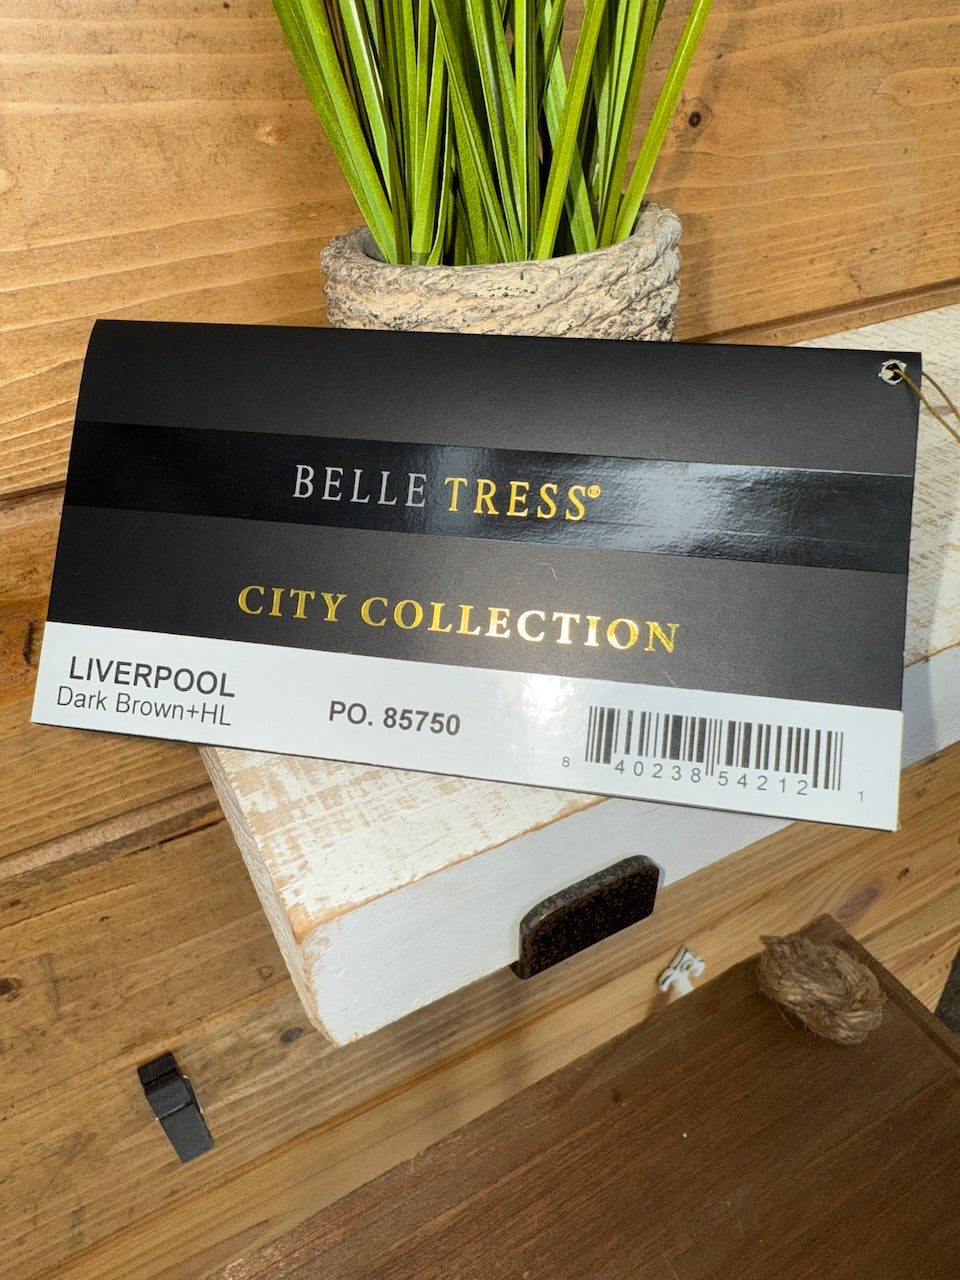 BELLE TRESS®
CITY COLLECTION
LIVERPOOL
Dark Brown+HL
PO. 85750
8 40238 54212 1